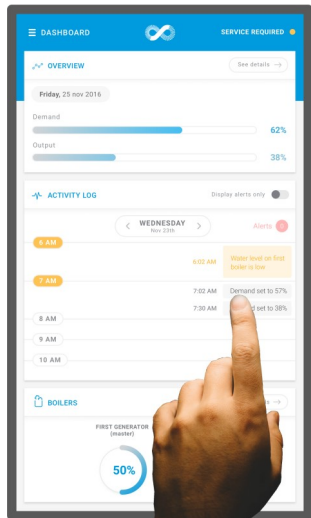 DASHBOARD
SERVICE REQUIRED
OVERVIEW
See details →
Friday, 25 nov 2016
Demand
62%
Output
38%
ACTIVITY LOG
Display alerts only
WEDNESDAY
Nov 23th
Alerts
6 AM
6:02 AM
Water level on first
boiler is low
7 AM
7:02 AM Demand set to 57%
7:30 AM set to 38%
8 AM
9 AM
10 AM
BOILERS
FIRST GENERATOR
(master)
50%